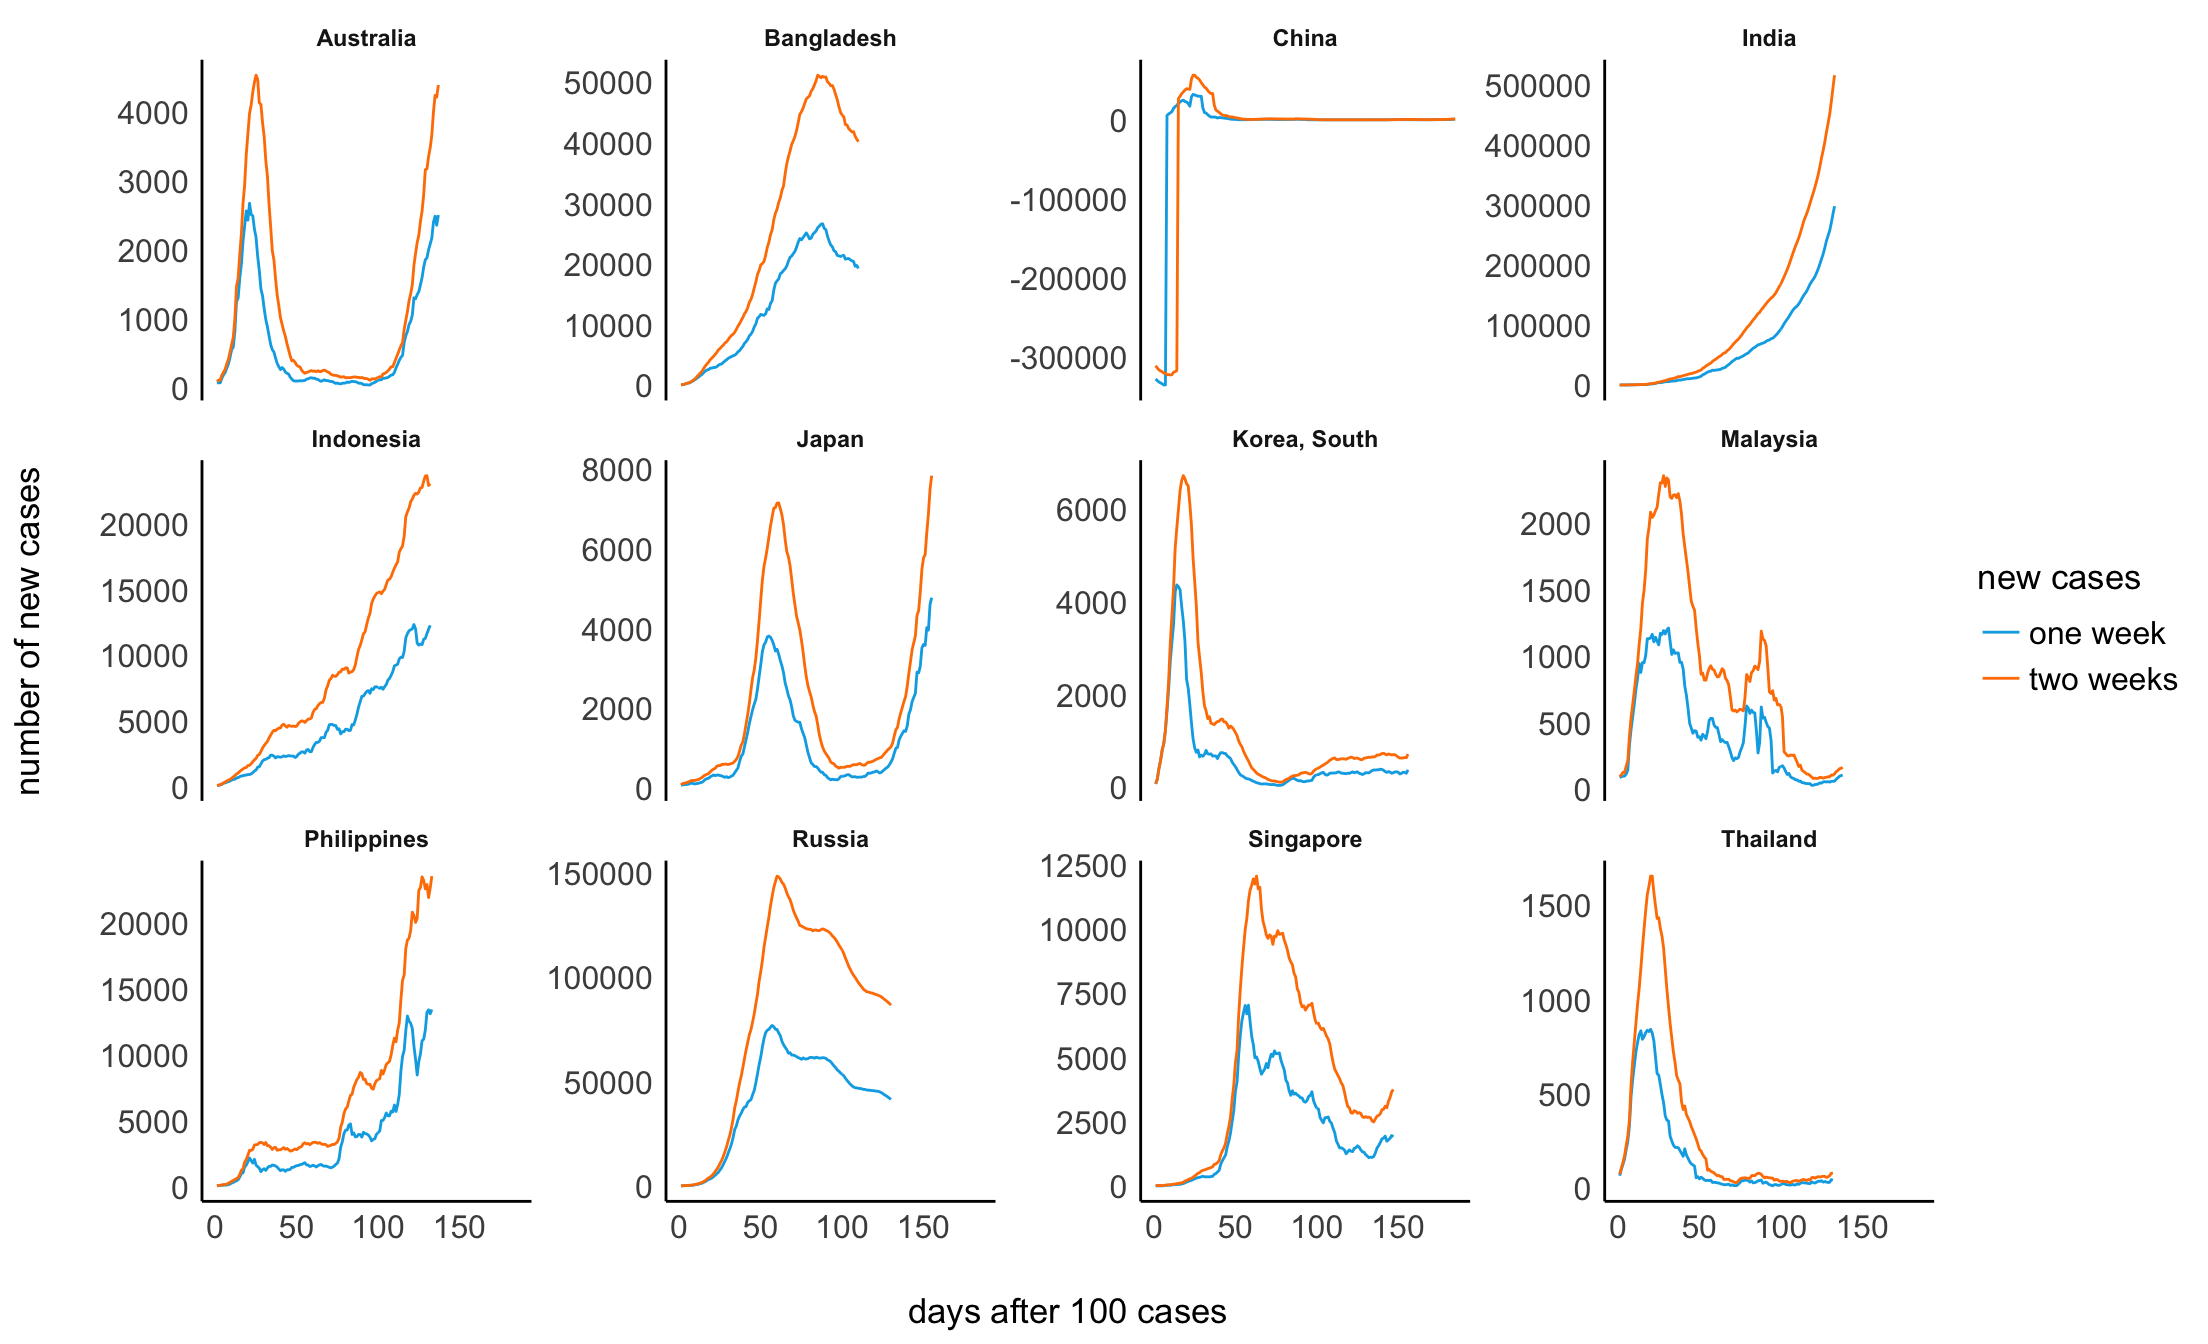 Australia
Bangladesh
China
India
4000
3000
2000
1000
0
50000
40000
30000
20000
10000
0
0
-100000
-200000
-300000
500000
400000
300000
200000
100000
0
Indonesia
Japan
Korea, South
Malaysia
20000
15000
10000
5000
0
8000
6000
4000
2000
0
6000
4000
2000
0
2000
1500
1000
500
0
Philippines
Russia
Singapore
Thailand
20000
15000
10000
5000
0
150000
100000
50000
0
12500
10000
7500
5000
2500
0
1500
1000
500
0
0 50 100 150
0 50 100 150
0 50 100 150
0 50 100 150
number of new cases
days after 100 cases
new cases
one week
two weeks